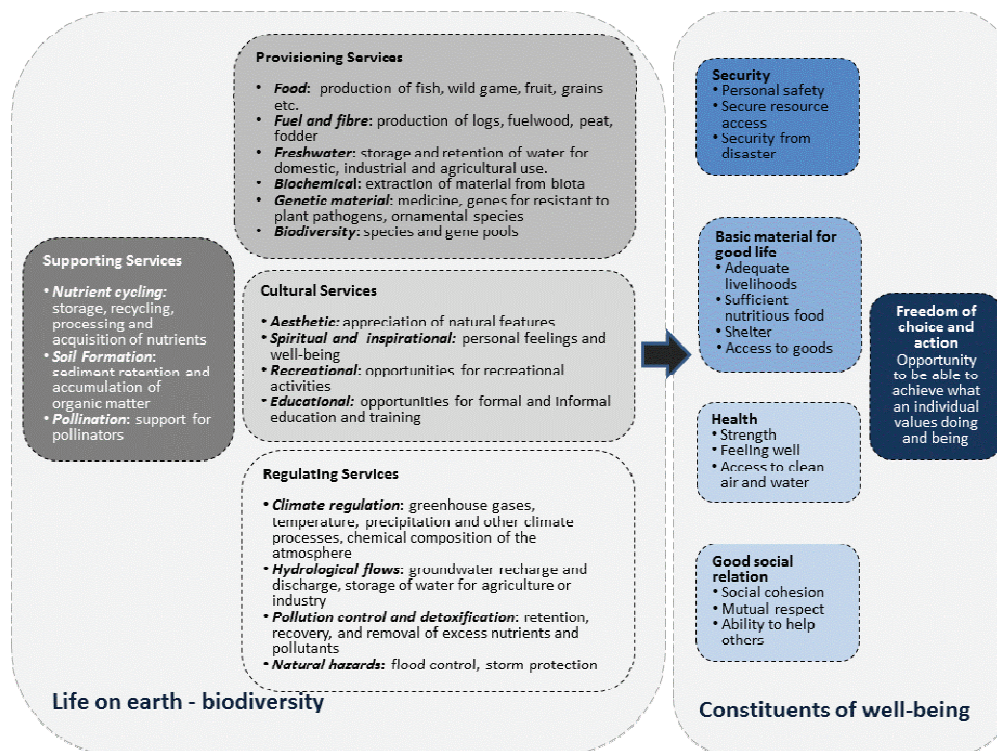 Provisioning Services
• Food: production of fish, wild game, fruit, grains
etc.
• Fuel and fibre: production of logs, fuelwood, peat,
fodder
• Freshwater: storage and retention of water for
domestic, industrial and agricultural use.
• Biochemical: extraction of material from biota
• Genetic material: medicine, genes for resistant to
plant pathogens, ornamental species
• Biodiversity: species and gene pools
Supporting Services
• Nutrient cycling:
storage, recycling,
processing and
acquisition of nutrients
• Soil Formation:
sediment retention and
accumulation of
organic matter
• Pollination: support for
pollinators
Cultural Services
• Aesthetic: appreciation of natural features
• Spiritual and inspirational: personal feelings and
well-being
• Recreational: opportunities for recreational
activities
• Educational: opportunities for formal and informal
education and training
Regulating Services
• Climate regulation: greenhouse gases,
temperature, precipitation and other climate
processes, chemical composition of the
atmosphere
• Hydrological flows: groundwater recharge and
discharge, storage of water for agriculture or
industry
• Pollution control and detoxification: retention,
recovery, and removal of excess nutrients and
pollutants
• Natural hazards: flood control, storm protection
Life on earth - biodiversity
Security
• Personal safety
• Secure resource
access
• Security from
disaster
Basic material for
good life
• Adequate
livelihoods
• Sufficient
nutritious food
• Shelter
• Access to goods
Health
• Strength
• Feeling well
• Access to clean
air and water
Good social
relation
• Social cohesion
• Mutual respect
• Ability to help
others
Freedom of
choice and
action
Opportunity
to be able to
achieve what
an individual
values doing
and being
Constituents of well-being